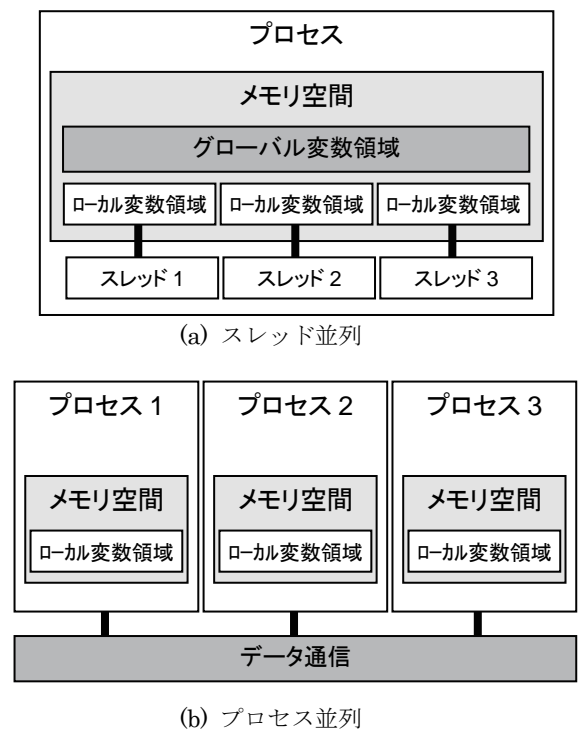 プロセス
メモリ空間
グローバル変数領域
ローカル変数領域 ローカル変数領域 ローカル変数領域
スレッド 1 スレッド 2 スレッド 3
(a) スレッド並列
プロセス 1 プロセス 2 プロセス 3
メモリ空間 メモリ空間 メモリ空間
ローカル変数領域 ローカル変数領域 ローカル変数領域
データ通信
(b) プロセス並列